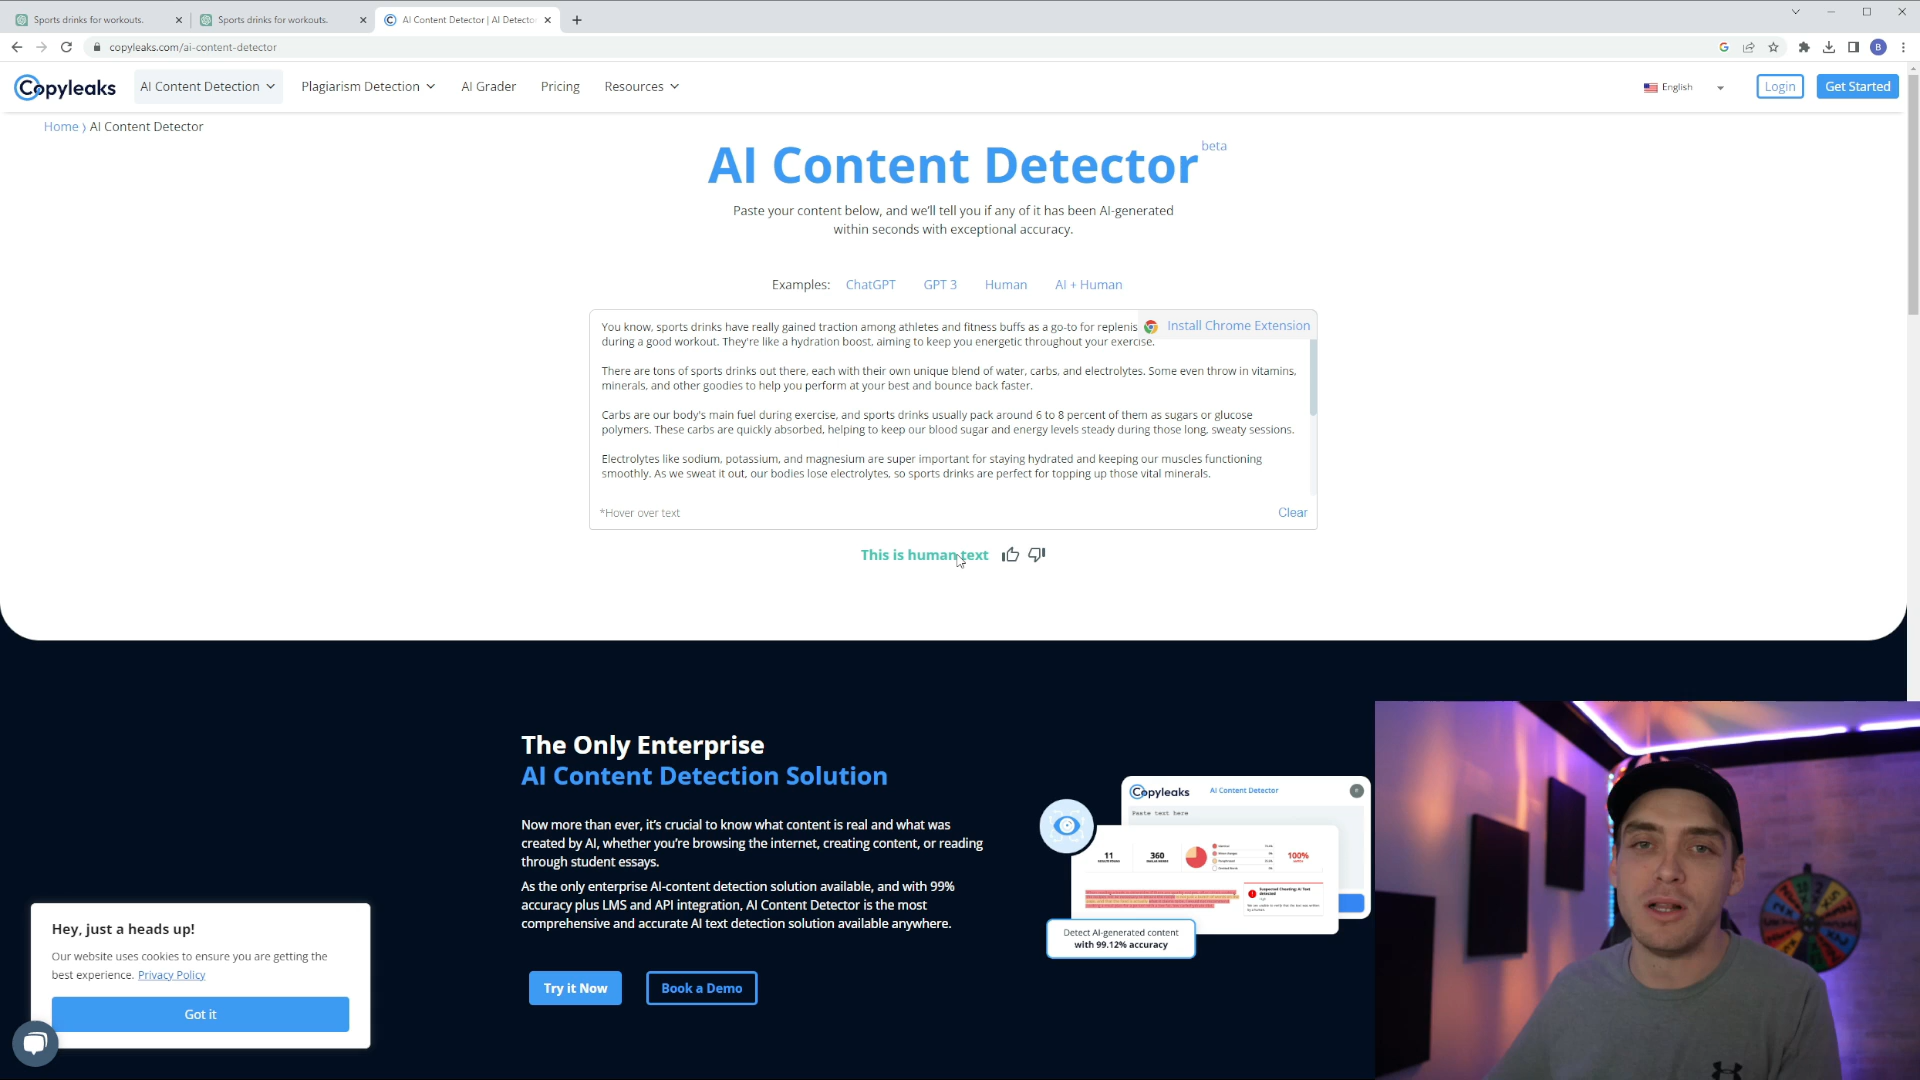 Sports drinks for workouts.
Sports drinks for workouts.
AI Content Detector | AI Detector
copyleaks.com/ai-content-detector
B
Copyleaks
AI Content Detection
Plagiarism Detection
AI Grader
Pricing
Resources
English
Login
Get Started
Home ⟩ AI Content Detector
AI Content Detector beta
Paste your content below, and we'll tell you if any of it has been AI-generated
within seconds with exceptional accuracy.
Examples: ChatGPT GPT 3 Human AI + Human
You know, sports drinks have really gained traction among athletes and fitness buffs as a go-to for replenis
Install Chrome Extension
during a good workout. They're like a hydration boost, aiming to keep you energetic throughout your exercise.
There are tons of sports drinks out there, each with their own unique blend of water, carbs, and electrolytes. Some even throw in vitamins,
minerals, and other goodies to help you perform at your best and bounce back faster.
Carbs are our body's main fuel during exercise, and sports drinks usually pack around 6 to 8 percent of them as sugars or glucose
polymers. These carbs are quickly absorbed, helping to keep our blood sugar and energy levels steady during those long, sweaty sessions.
Electrolytes like sodium, potassium, and magnesium are super important for staying hydrated and keeping our muscles functioning
smoothly. As we sweat it out, our bodies lose electrolytes, so sports drinks are perfect for topping up those vital minerals.
*Hover over text
Clear
This is human text
The Only Enterprise
AI Content Detection Solution
Now more than ever, it's crucial to know what content is real and what was
created by AI, whether you're browsing the internet, creating content, or reading
through student essays.
As the only enterprise AI-content detection solution available, and with 99%
accuracy plus LMS and API integration, AI Content Detector is the most
comprehensive and accurate AI text detection solution available anywhere.
Try it Now
Book a Demo
Copyleaks
AI Content Detector
Paste text here
11
360
100%
Suspected Cheating: AI Text
Detected
Detect AI-generated content
with 99.12% accuracy
Hey, just a heads up!
Our website uses cookies to ensure you are getting the
best experience. Privacy Policy
Got it